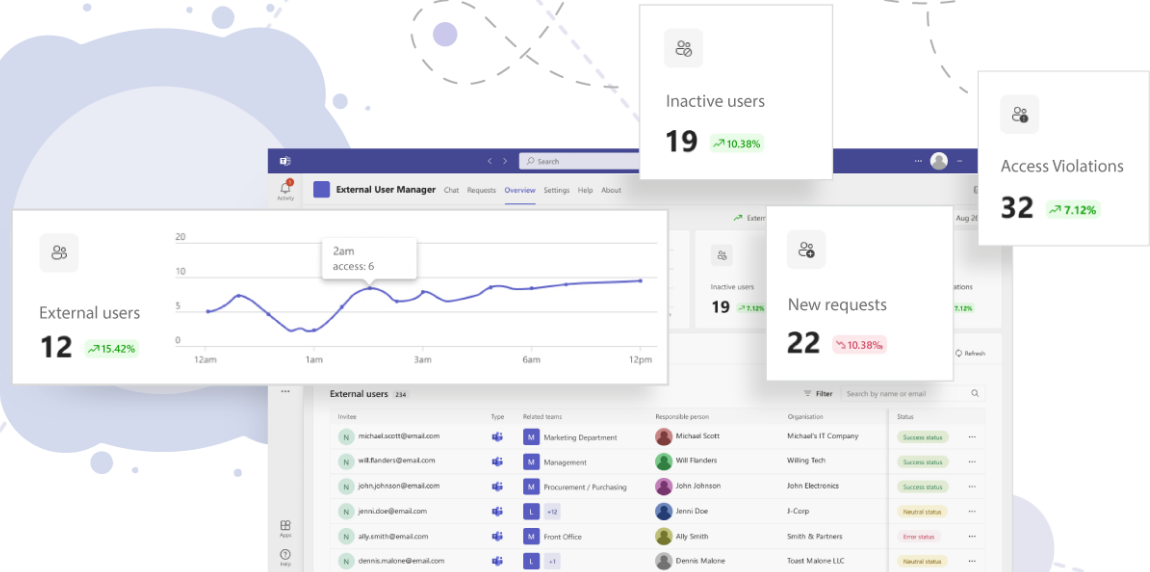 Inactive users
19
10.38%
Access Violations
32
7.12%
Search
Activity
External User Manager
Chat
Requests
Overview
Settings
Help
About
Aug 26
External users
12
15.42%
20
10
5
0
2am
access: 6
12am
1am
3am
6am
12pm
Inactive users
19
7.12%
New requests
22
10.38%
7.12%
Refresh
External users 234
Filter
Search by name or email
Invitee Type Related teams Responsible person Organisation Status
N michael.scott@email.com M Marketing Department Michael Scott Michael's IT Company Success status
N will.flanders@email.com M Management Will Flanders Willing Tech Success status
N john.johnson@email.com M Procurement / Purchasing John Johnson John Electronics Success status
N jenni.doe@email.com L +12 Jenni Doe J-Corp Neutral status
N ally.smith@email.com M Front Office Ally Smith Smith & Partners Error status
N dennis.malone@email.com L +1 Dennis Malone Toast Malone LLC Neutral status
Apps
Help